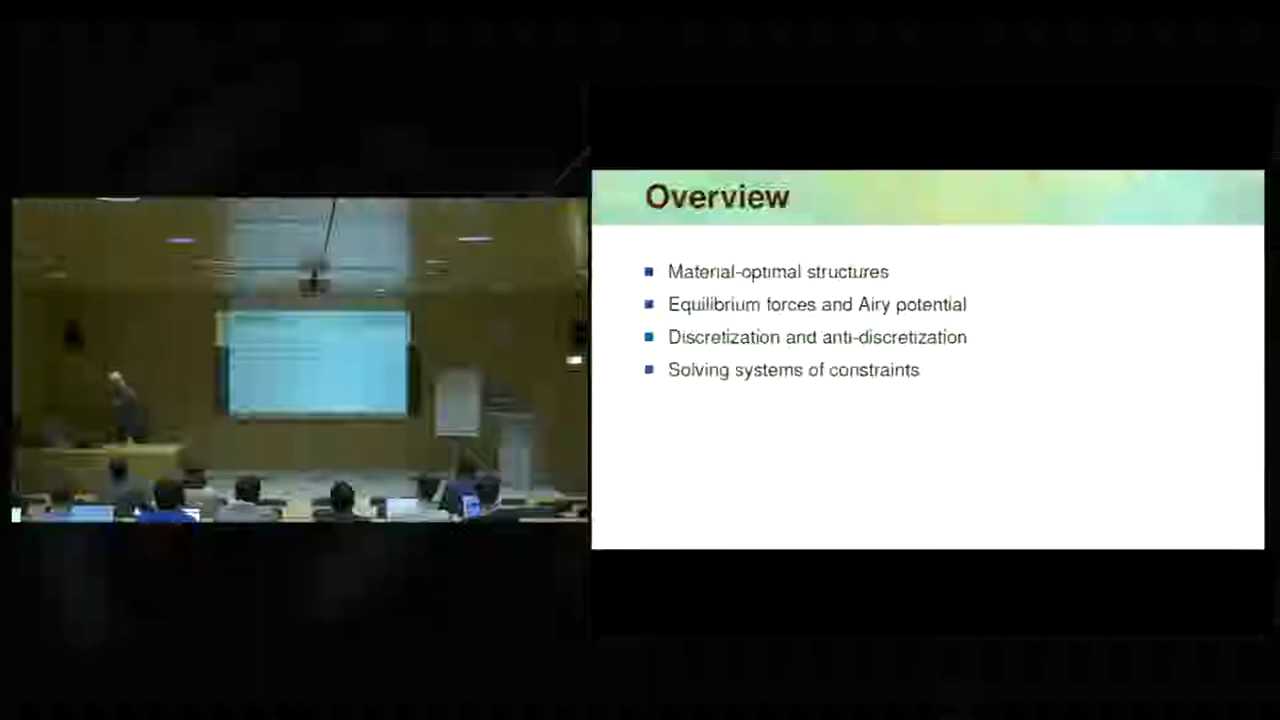 Overview
Material-optimal structures
Equilibrium forces and Airy potential
Discretization and anti-discretization
Solving systems of constraints